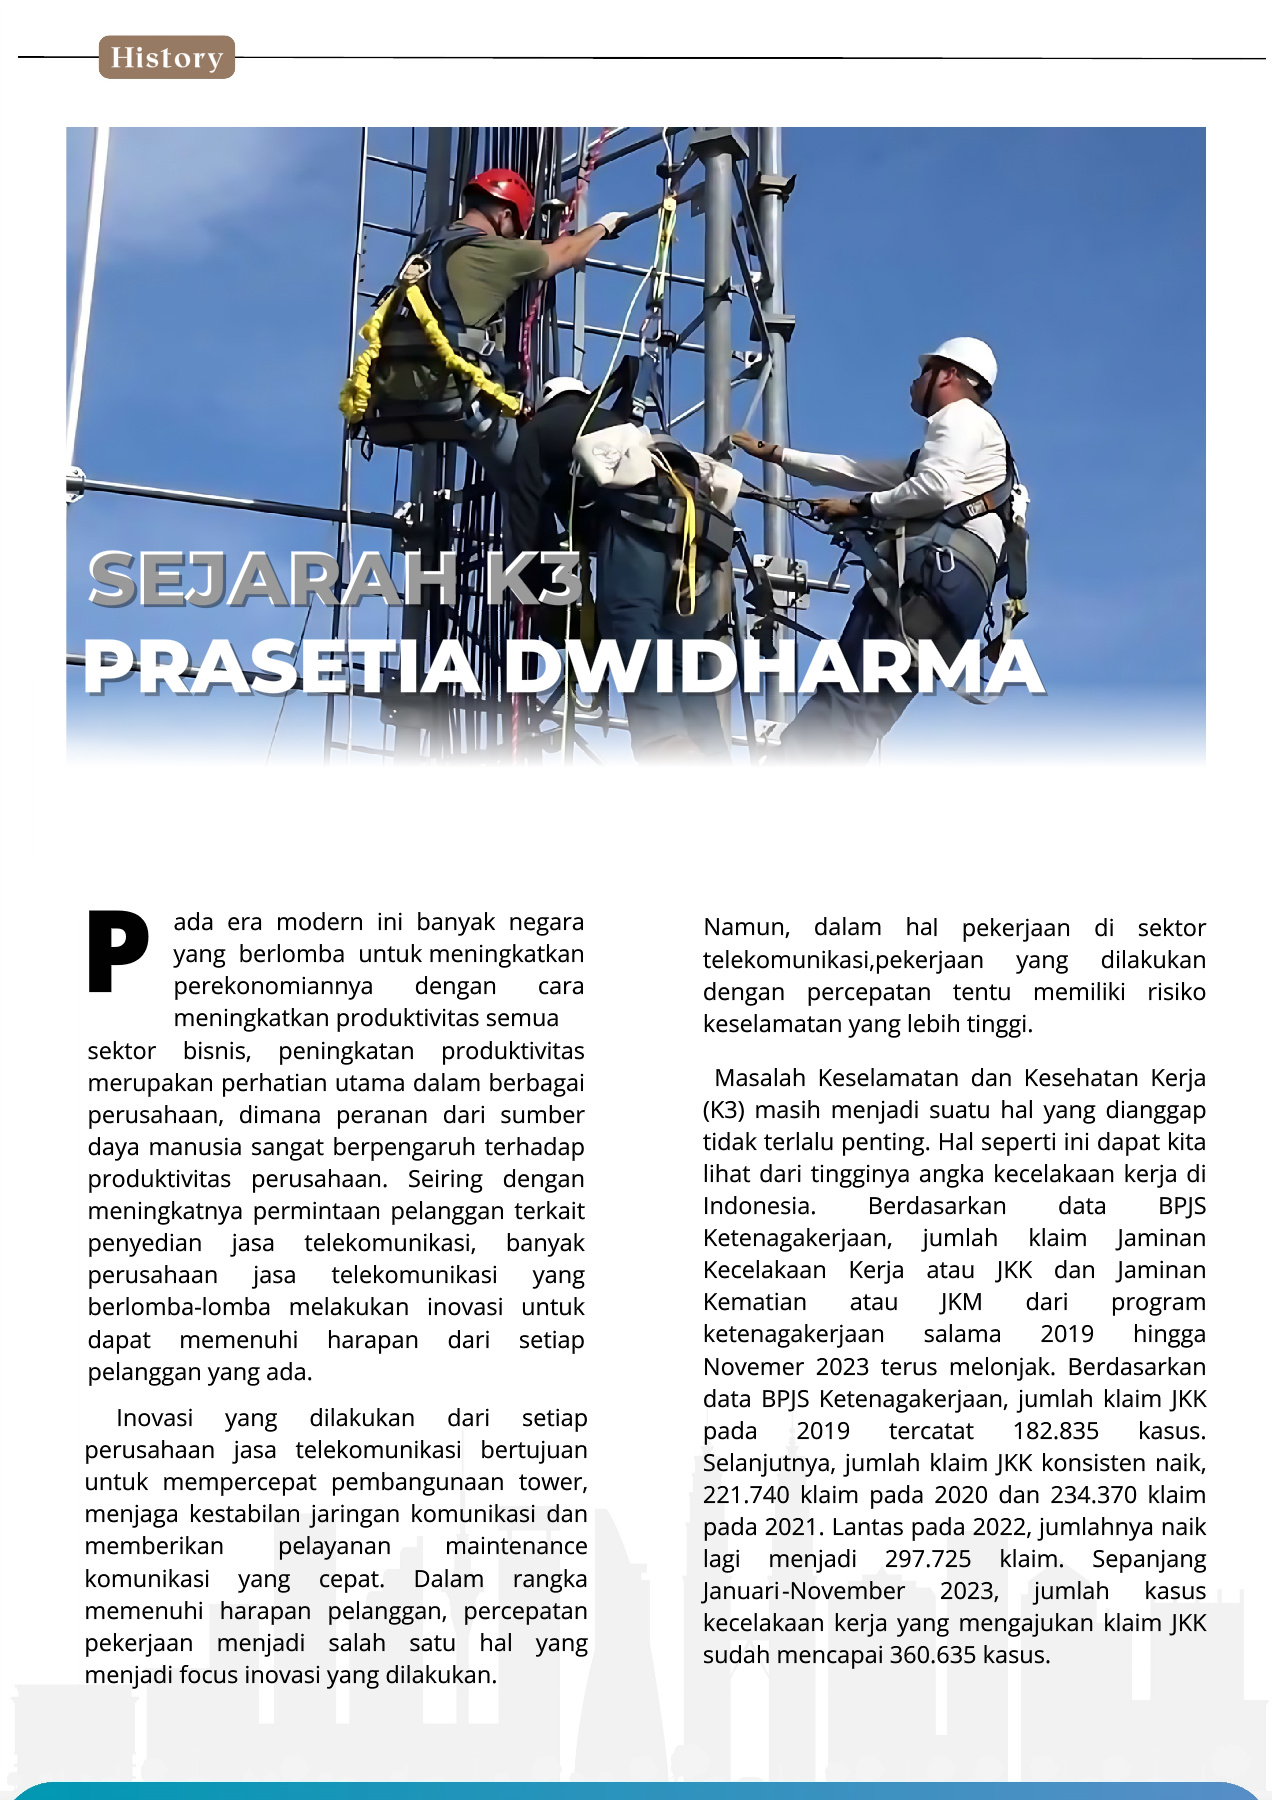 History
SEJARAH K3
PRASETIA DWIDHARMA
Pada era modern ini banyak negara
yang berlomba untuk meningkatkan
perekonomiannya dengan cara
meningkatkan produktivitas semua
sektor bisnis, peningkatan produktivitas
merupakan perhatian utama dalam berbagai
perusahaan, dimana peranan dari sumber
daya manusia sangat berpengaruh terhadap
produktivitas perusahaan. Seiring dengan
meningkatnya permintaan pelanggan terkait
penyedian jasa telekomunikasi, banyak
perusahaan jasa telekomunikasi yang
berlomba-lomba melakukan inovasi untuk
dapat memenuhi harapan dari setiap
pelanggan yang ada.
Inovasi yang dilakukan dari setiap
perusahaan jasa telekomunikasi bertujuan
untuk mempercepat pembangunaan tower,
menjaga kestabilan jaringan komunikasi dan
memberikan pelayanan maintenance
komunikasi yang cepat. Dalam rangka
memenuhi harapan pelanggan, percepatan
pekerjaan menjadi salah satu hal yang
menjadi focus inovasi yang dilakukan.
Namun, dalam hal pekerjaan di sektor
telekomunikasi,pekerjaan yang dilakukan
dengan percepatan tentu memiliki risiko
keselamatan yang lebih tinggi.
Masalah Keselamatan dan Kesehatan Kerja
(K3) masih menjadi suatu hal yang dianggap
tidak terlalu penting. Hal seperti ini dapat kita
lihat dari tingginya angka kecelakaan kerja di
Indonesia. Berdasarkan data BPJS
Ketenagakerjaan, jumlah klaim Jaminan
Kecelakaan Kerja atau JKK dan Jaminan
Kematian atau JKM dari program
ketenagakerjaan salama 2019 hingga
Novemer 2023 terus melonjak. Berdasarkan
data BPJS Ketenagakerjaan, jumlah klaim JKK
pada 2019 tercatat 182.835 kasus.
Selanjutnya, jumlah klaim JKK konsisten naik,
221.740 klaim pada 2020 dan 234.370 klaim
pada 2021. Lantas pada 2022, jumlahnya naik
lagi menjadi 297.725 klaim. Sepanjang
Januari-November 2023, jumlah kasus
kecelakaan kerja yang mengajukan klaim JKK
sudah mencapai 360.635 kasus.